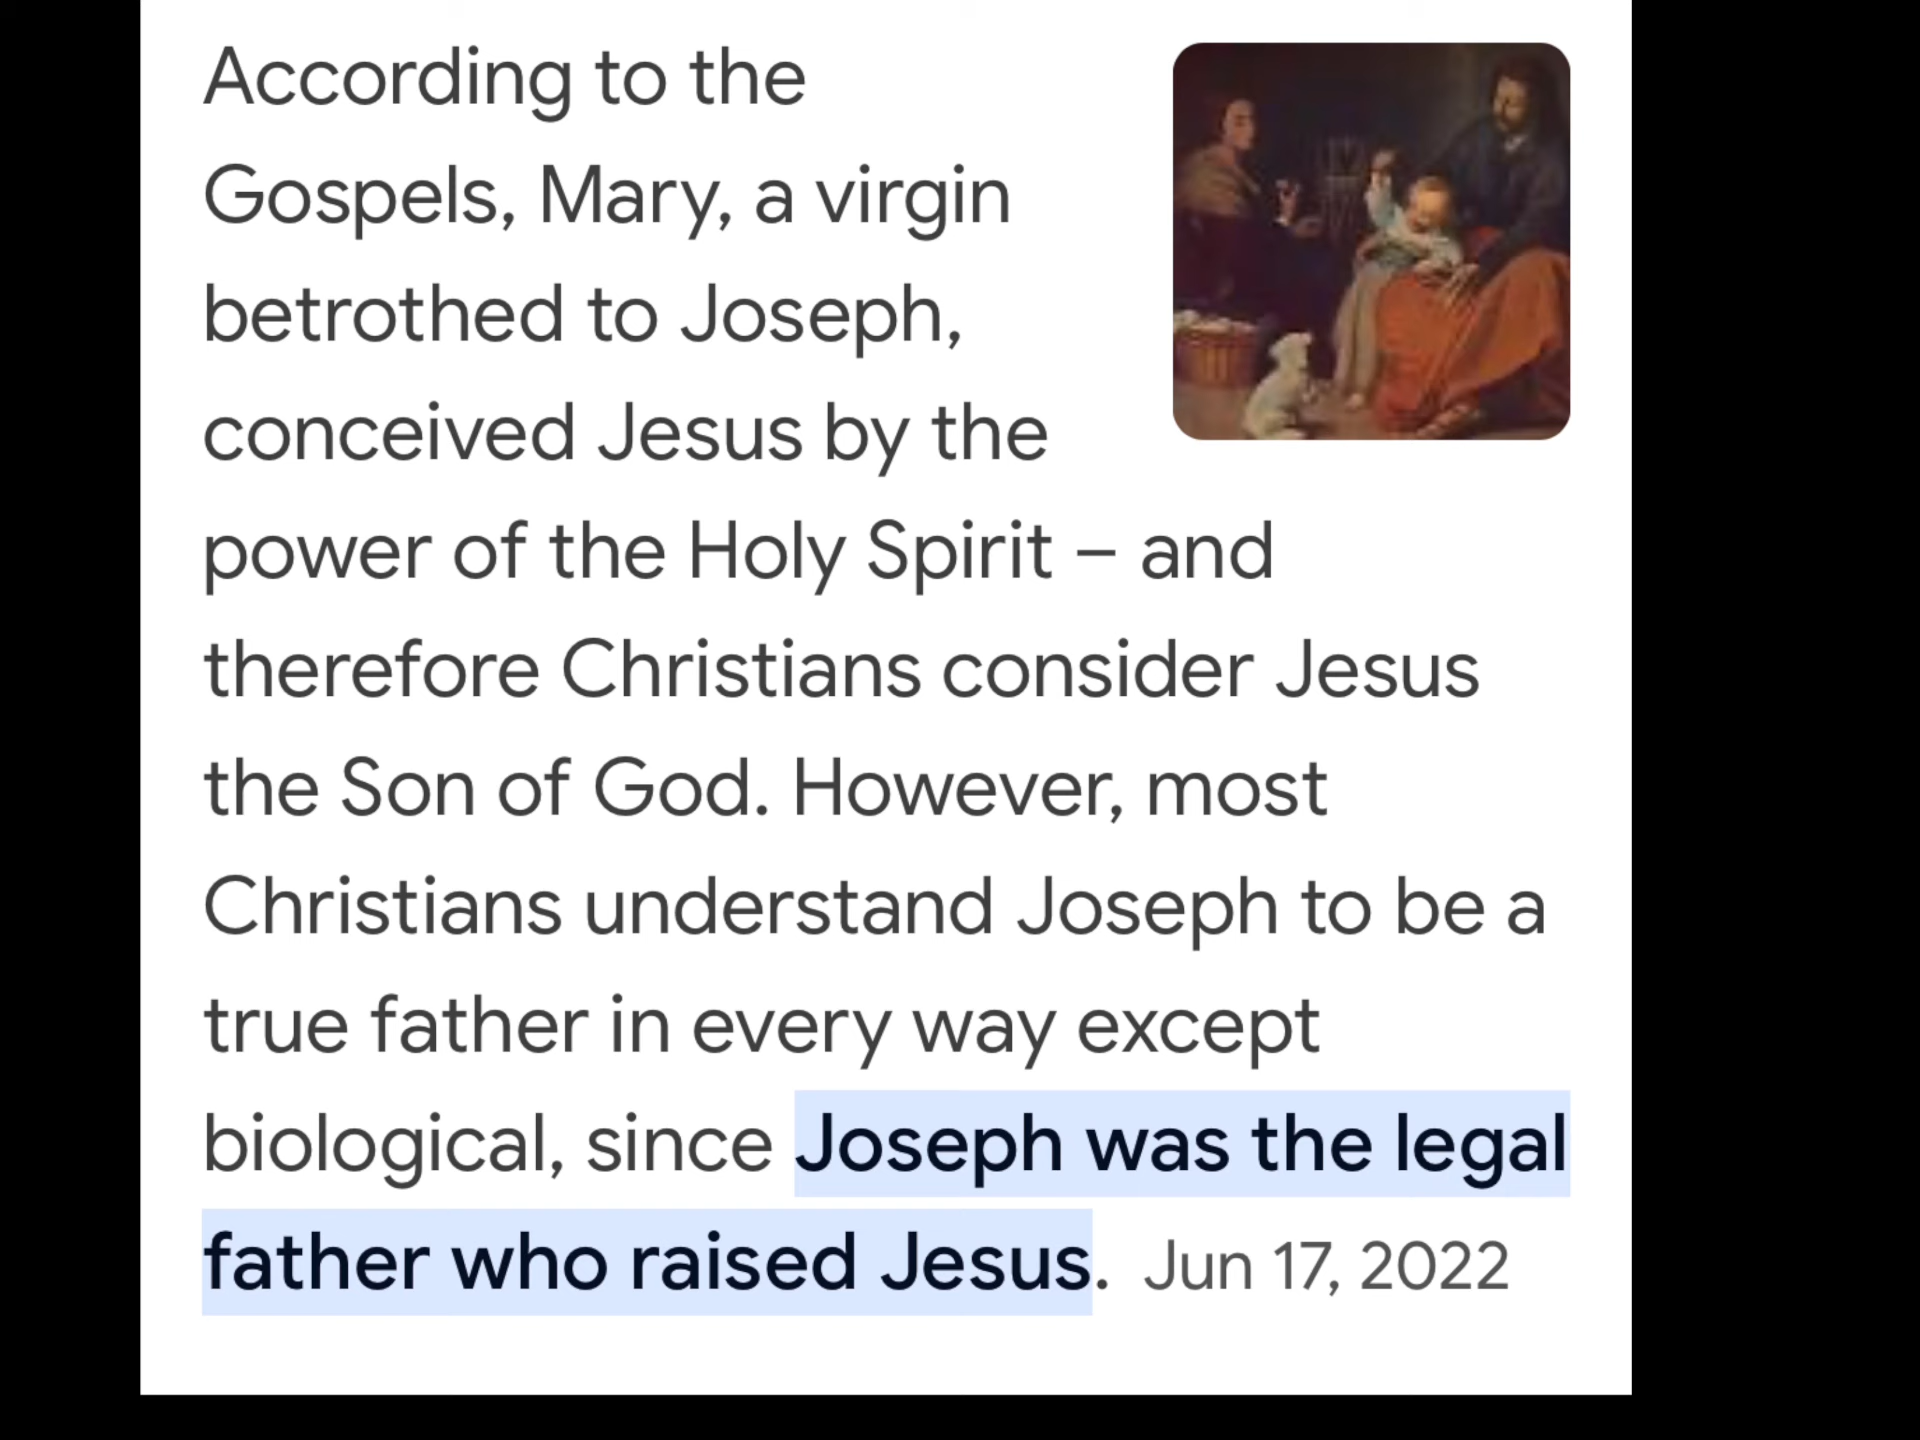 According to the
Gospels, Mary, a virgin
betrothed to Joseph,
conceived Jesus by the
power of the Holy Spirit – and
therefore Christians consider Jesus
the Son of God. However, most
Christians understand Joseph to be a
true father in every way except
biological, since Joseph was the legal
father who raised Jesus. Jun 17, 2022